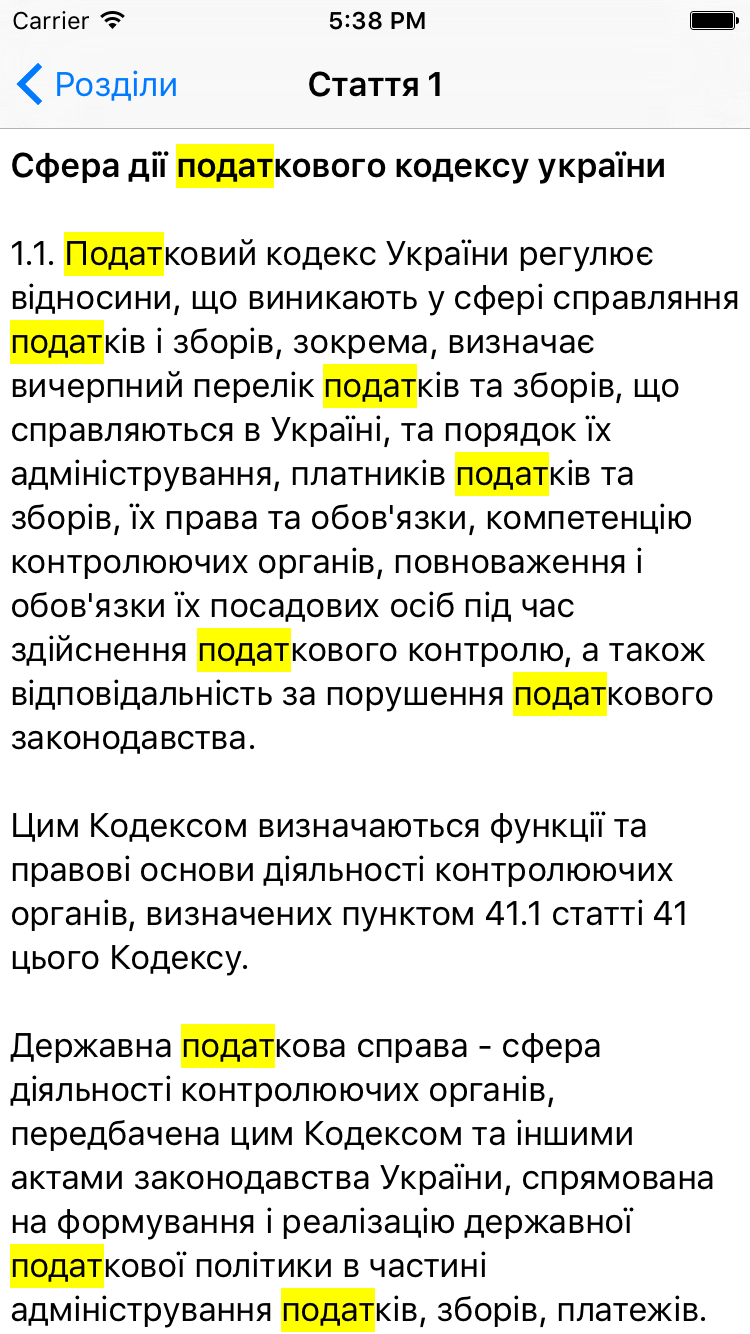 Carrier 5:38 PM
Розділи Стаття 1
Сфера дії податкового кодексу україни
1.1. Податковий кодекс України регулює
відносини, що виникають у сфері справляння
податків і зборів, зокрема, визначає
вичерпний перелік податків та зборів, що
справляються в Україні, та порядок їх
адміністрування, платників податків та
зборів, їх права та обов'язки, компетенцію
контролюючих органів, повноваження і
обов'язки їх посадових осіб під час
здійснення податкового контролю, а також
відповідальність за порушення податкового
законодавства.
Цим Кодексом визначаються функції та
правові основи діяльності контролюючих
органів, визначених пунктом 41.1 статті 41
цього Кодексу.
Державна податкова справа - сфера
діяльності контролюючих органів,
передбачена цим Кодексом та іншими
актами законодавства України, спрямована
на формування і реалізацію державної
податкової політики в частині
адміністрування податків, зборів, платежів.